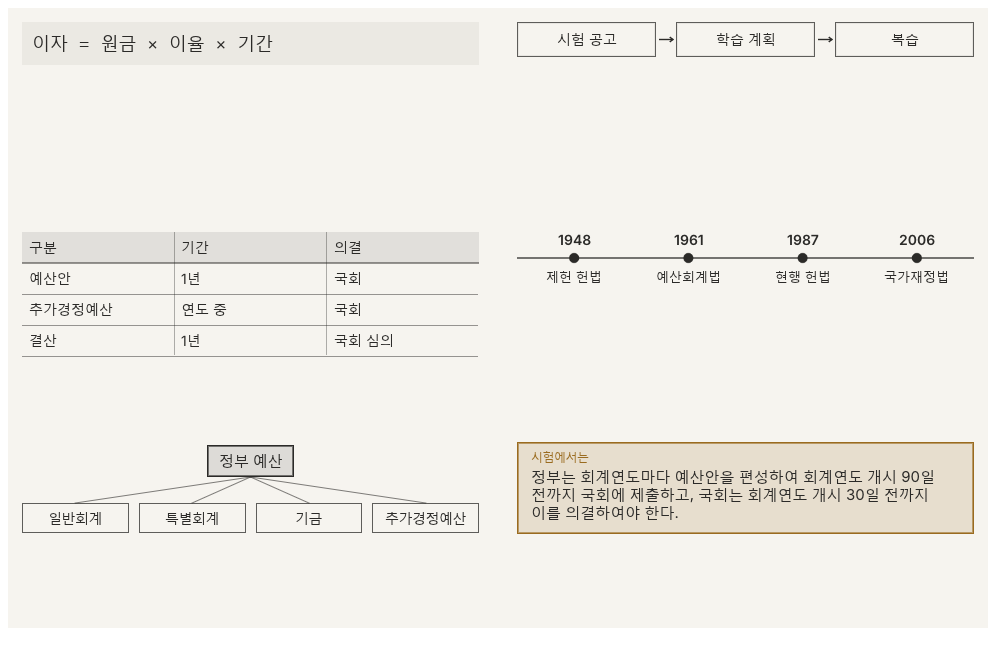 이자 = 원금 × 이율 × 기간
시험 공고 → 학습 계획 → 복습
구분 기간 의결
예산안 1년 국회
추가경정예산 연도 중 국회
결산 1년 국회 심의
1948 1961 1987 2006
제헌 헌법 예산회계법 현행 헌법 국가재정법
정부 예산
일반회계 특별회계 기금 추가경정예산
시험에서는
정부는 회계연도마다 예산안을 편성하여 회계연도 개시 90일
전까지 국회에 제출하고, 국회는 회계연도 개시 30일 전까지
이를 의결하여야 한다.